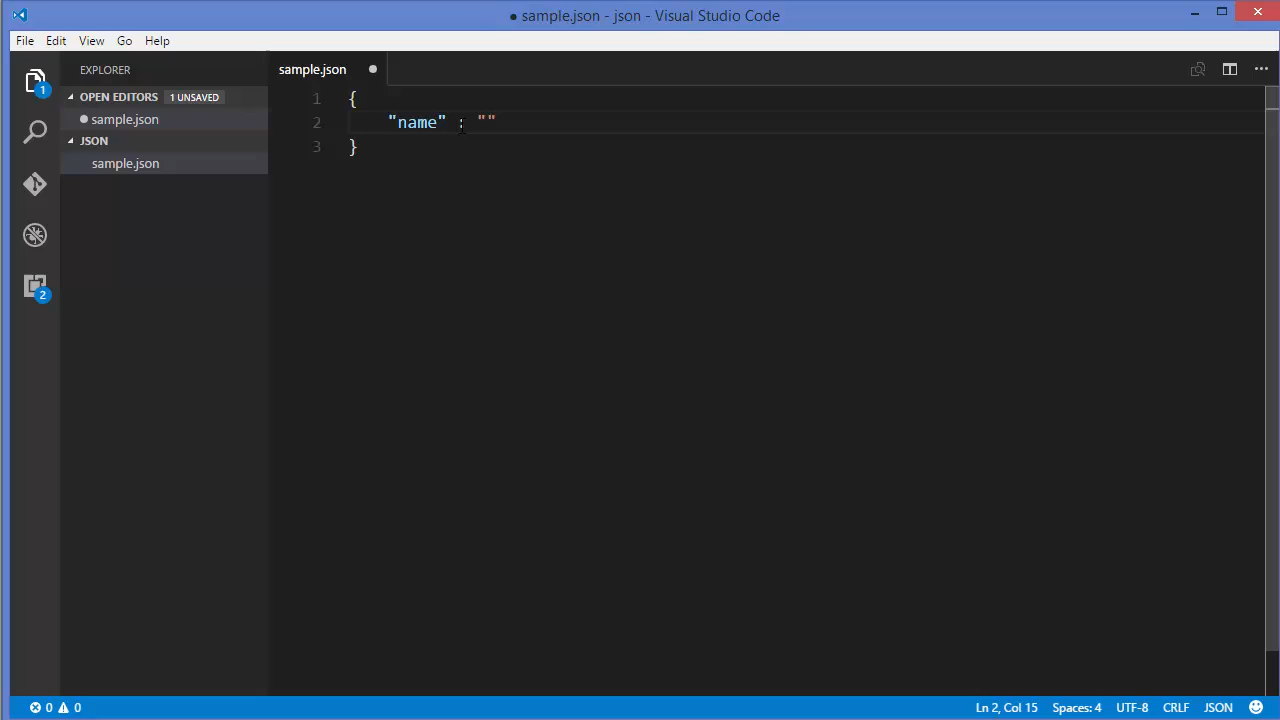 ● sample.json - json - Visual Studio Code
File Edit View Go Help
EXPLORER
OPEN EDITORS 1 UNSAVED
sample.json
JSON
sample.json
1
2
sample.json
1 {
2 "name" : ""
3 }
0 0
Ln 2, Col 15 Spaces: 4 UTF-8 CRLF JSON